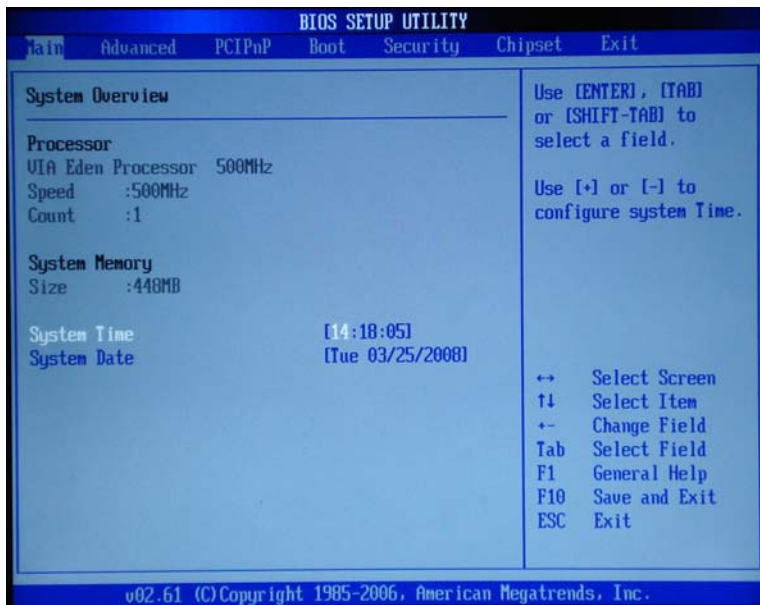 BIOS SETUP UTILITY
Main Advanced PCIPnP Boot Security Chipset Exit
System Overview
Processor
VIA Eden Processor 500MHz
Speed :500MHz
Count :1
System Memory
Size :448MB
System Time [14:18:05]
System Date [Tue 03/25/2008]
Use [ENTER], [TAB]
or [SHIFT-TAB] to
select a field.
Use [+] or [-] to
configure system Time.
↔ Select Screen
↑↓ Select Item
+- Change Field
Tab Select Field
F1 General Help
F10 Save and Exit
ESC Exit
v02.61 (C)Copyright 1985-2006, American Megatrends, Inc.